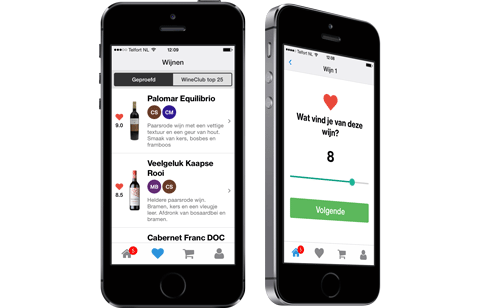 Telfort NL 12:09
Wijnen
Geproefd WineClub top 25
Palomar Equilibrio
CS CM
9.0
Paarsrode wijn met een vettige
textuur en een geur van hout.
Smaak van kers, bosbes en
framboos
Veelgeluk Kaapse
Rooi
MB CS
8.5
Heldere paarsrode wijn.
Bramen, kers en een vleugje
leer. Afdronk van bosaardbei en
bramen.
Cabernet Franc DOC
5
Telfort NL
Wijn 1
Wat vind je van deze
wijn?
8
Volgende
5